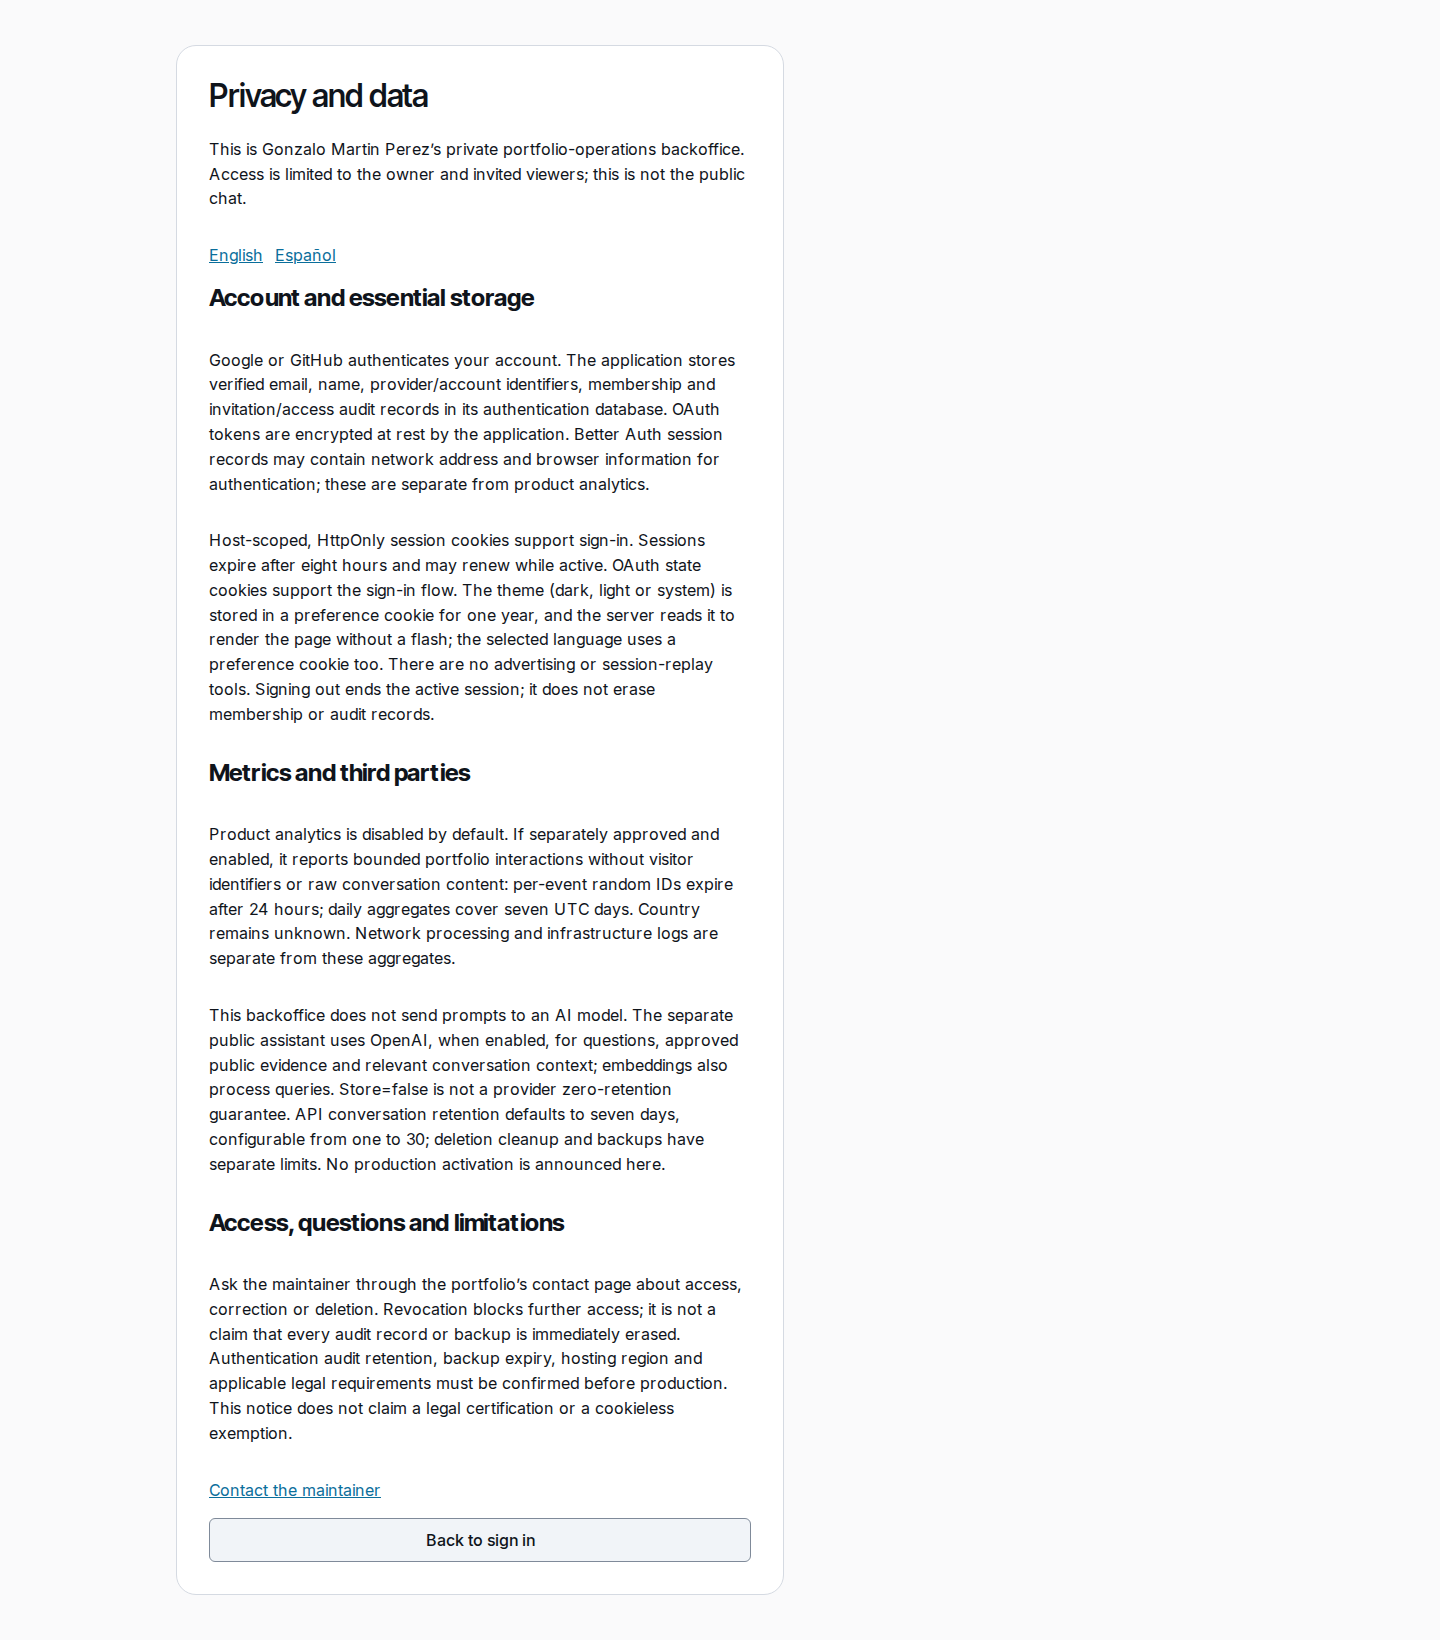 Privacy and data
This is Gonzalo Martin Perez’s private portfolio-operations backoffice.
Access is limited to the owner and invited viewers; this is not the public
chat.
English Español
Account and essential storage
Google or GitHub authenticates your account. The application stores
verified email, name, provider/account identifiers, membership and
invitation/access audit records in its authentication database. OAuth
tokens are encrypted at rest by the application. Better Auth session
records may contain network address and browser information for
authentication; these are separate from product analytics.
Host-scoped, HttpOnly session cookies support sign-in. Sessions
expire after eight hours and may renew while active. OAuth state
cookies support the sign-in flow. The theme (dark, light or system) is
stored in a preference cookie for one year, and the server reads it to
render the page without a flash; the selected language uses a
preference cookie too. There are no advertising or session-replay
tools. Signing out ends the active session; it does not erase
membership or audit records.
Metrics and third parties
Product analytics is disabled by default. If separately approved and
enabled, it reports bounded portfolio interactions without visitor
identifiers or raw conversation content: per-event random IDs expire
after 24 hours; daily aggregates cover seven UTC days. Country
remains unknown. Network processing and infrastructure logs are
separate from these aggregates.
This backoffice does not send prompts to an AI model. The separate
public assistant uses OpenAI, when enabled, for questions, approved
public evidence and relevant conversation context; embeddings also
process queries. Store=false is not a provider zero-retention
guarantee. API conversation retention defaults to seven days,
configurable from one to 30; deletion cleanup and backups have
separate limits. No production activation is announced here.
Access, questions and limitations
Ask the maintainer through the portfolio’s contact page about access,
correction or deletion. Revocation blocks further access; it is not a
claim that every audit record or backup is immediately erased.
Authentication audit retention, backup expiry, hosting region and
applicable legal requirements must be confirmed before production.
This notice does not claim a legal certification or a cookieless
exemption.
Contact the maintainer
Back to sign in